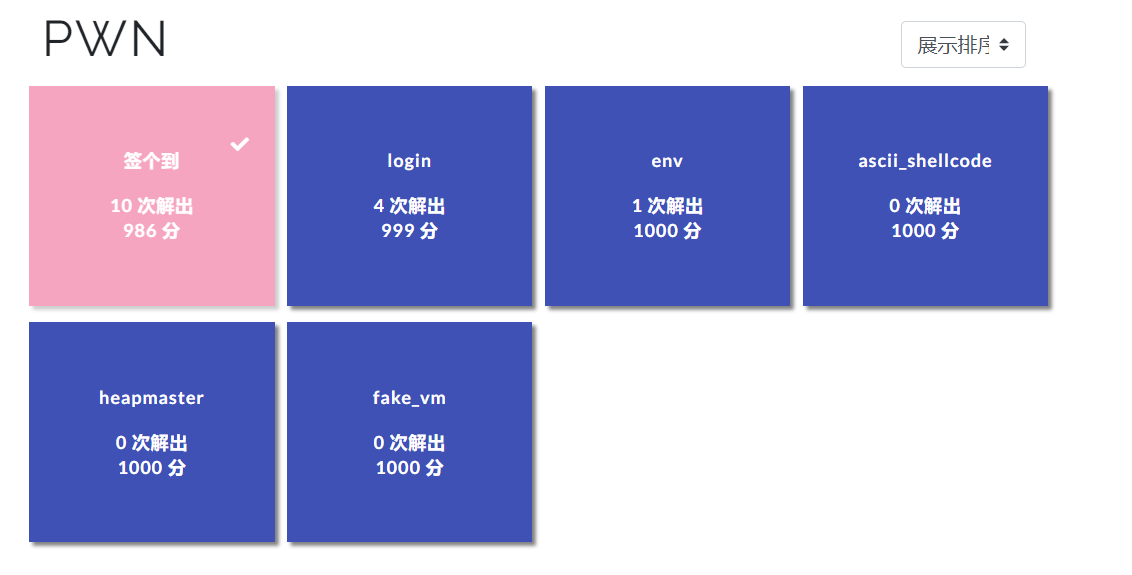 PWN
展示排序
签个到
10 次解出
986 分
login
4 次解出
999 分
env
1 次解出
1000 分
ascii_shellcode
0 次解出
1000 分
heapmaster
0 次解出
1000 分
fake_vm
0 次解出
1000 分